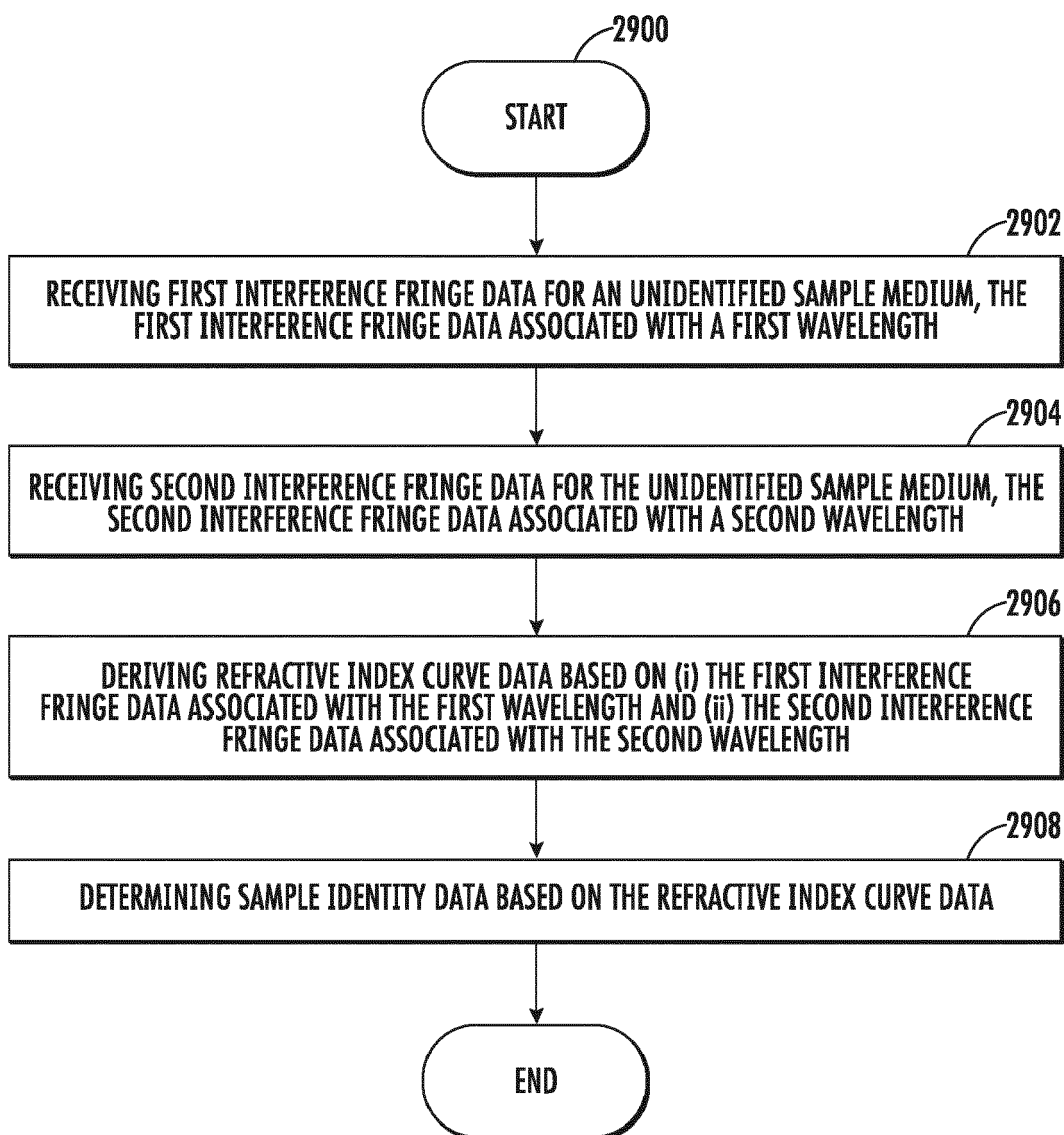 2900
START
2902
RECEIVING FIRST INTERFERENCE FRINGE DATA FOR AN UNIDENTIFIED SAMPLE MEDIUM, THE
FIRST INTERFERENCE FRINGE DATA ASSOCIATED WITH A FIRST WAVELENGTH
2904
RECEIVING SECOND INTERFERENCE FRINGE DATA FOR THE UNIDENTIFIED SAMPLE MEDIUM, THE
SECOND INTERFERENCE FRINGE DATA ASSOCIATED WITH A SECOND WAVELENGTH
2906
DERIVING REFRACTIVE INDEX CURVE DATA BASED ON (i) THE FIRST INTERFERENCE
FRINGE DATA ASSOCIATED WITH THE FIRST WAVELENGTH AND (ii) THE SECOND INTERFERENCE
FRINGE DATA ASSOCIATED WITH THE SECOND WAVELENGTH
2908
DETERMINING SAMPLE IDENTITY DATA BASED ON THE REFRACTIVE INDEX CURVE DATA
END